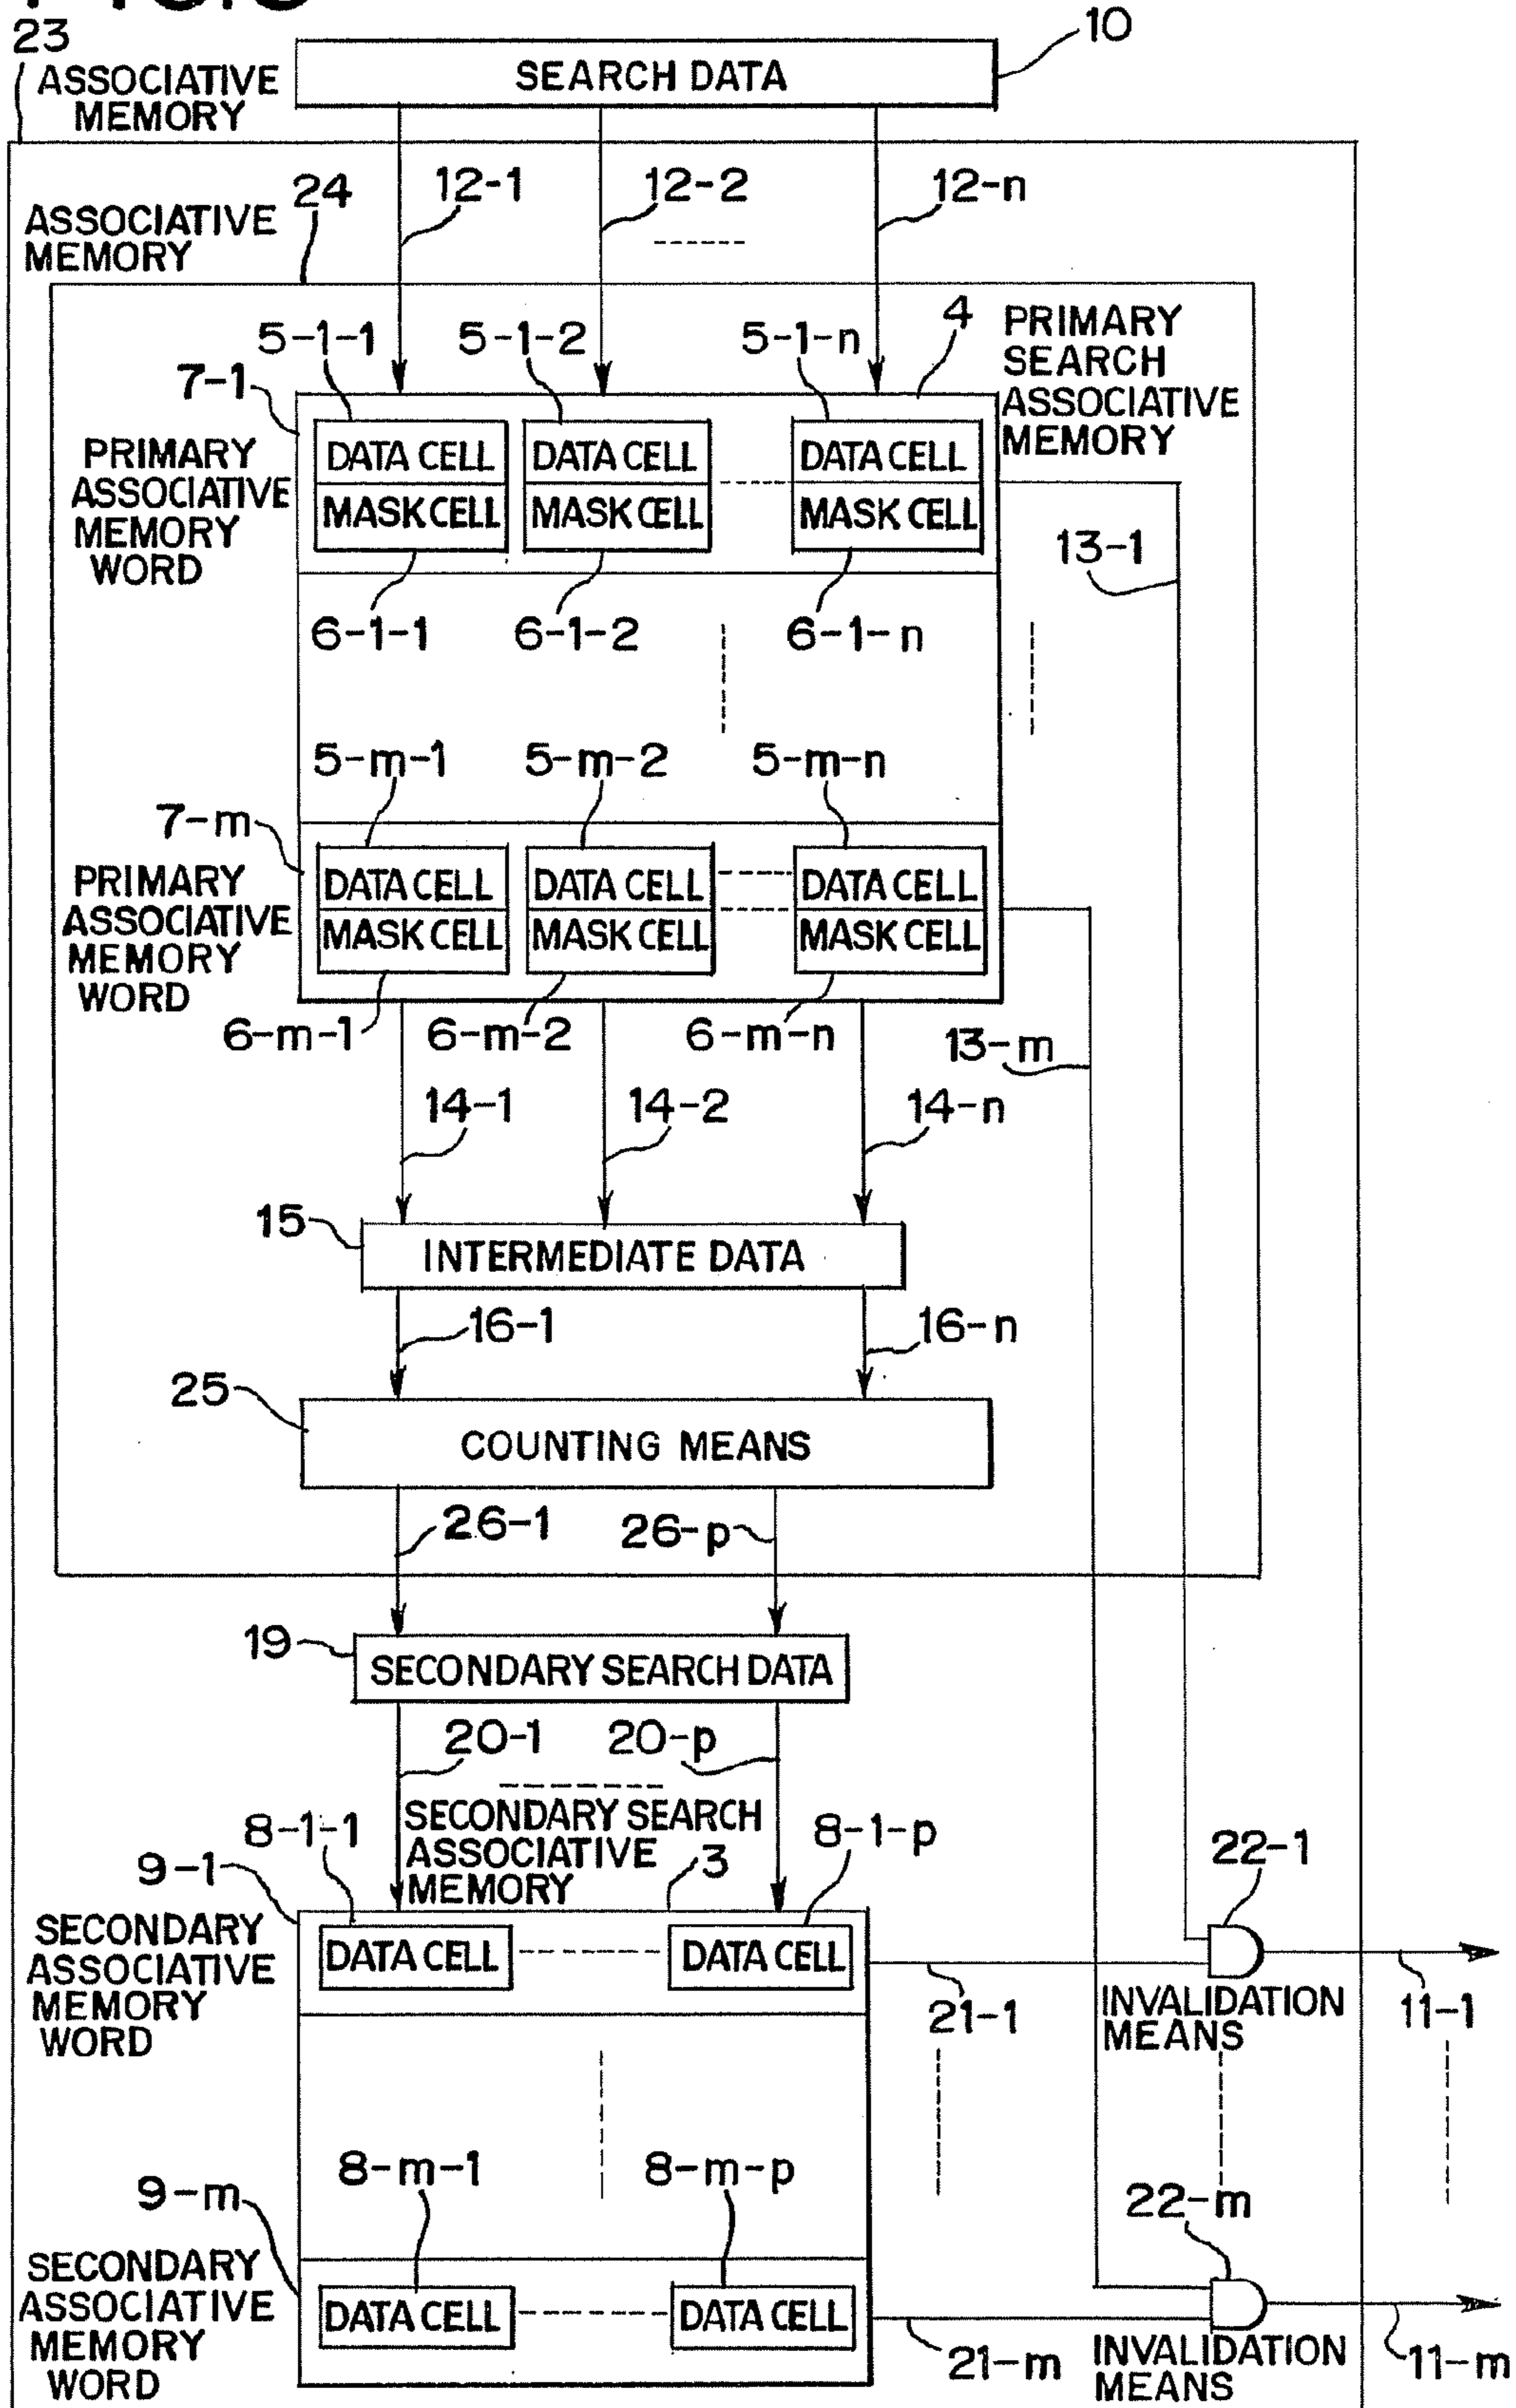 23
10
ASSOCIATIVE
MEMORY
SEARCH DATA
24
12-1
12-2
12-n
ASSOCIATIVE
MEMORY
4
PRIMARY
SEARCH
ASSOCIATIVE
MEMORY
5-1-1
5-1-2
5-1-n
7-1
PRIMARY
ASSOCIATIVE
MEMORY
WORD
DATA CELL
MASK CELL
DATA CELL
MASK CELL
DATA CELL
MASK CELL
13-1
6-1-1
6-1-2
6-1-n
5-m-1
5-m-2
5-m-n
7-m
PRIMARY
ASSOCIATIVE
MEMORY
WORD
DATA CELL
MASK CELL
DATA CELL
MASK CELL
DATA CELL
MASK CELL
6-m-1
6-m-2
6-m-n
13-m
14-1
14-2
14-n
15
INTERMEDIATE DATA
16-1
16-n
25
COUNTING MEANS
26-1
26-p
19
SECONDARY SEARCH DATA
20-1
20-p
SECONDARY SEARCH
ASSOCIATIVE
MEMORY
3
8-1-1
8-1-p
9-1
SECONDARY
ASSOCIATIVE
MEMORY
WORD
DATA CELL
DATA CELL
22-1
21-1
INVALIDATION
MEANS
11-1
8-m-1
8-m-p
9-m
SECONDARY
ASSOCIATIVE
MEMORY
WORD
DATA CELL
DATA CELL
22-m
21-m
INVALIDATION
MEANS
11-m